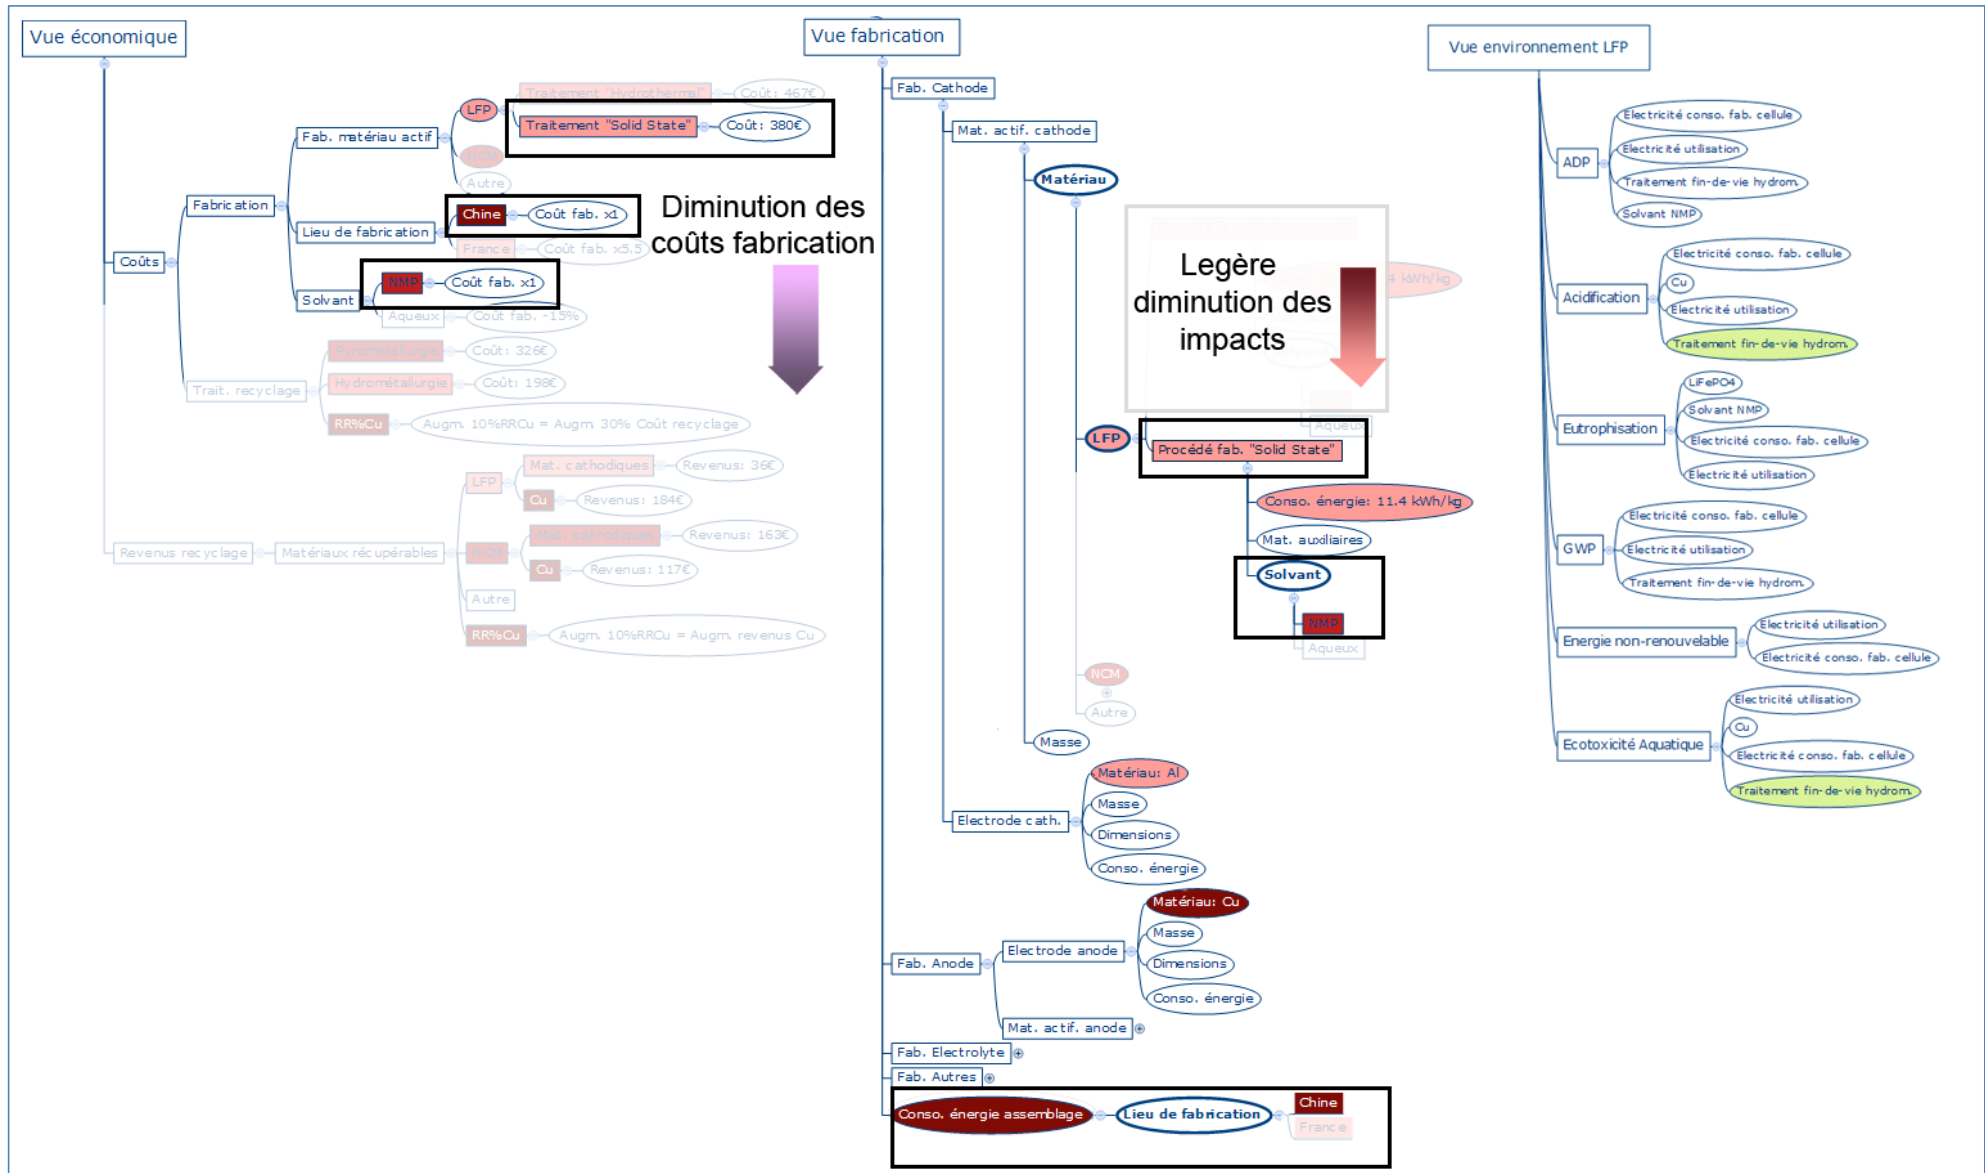 Vue économique
Traitement "Hydrothermal"
Coût: 467€
LFP
Traitement "Solid State"
Coût: 380€
Fab. matériau actif
NCM
Autre
Fabrication
Chine
Coût fab. x1
Lieu de fabrication
France
Coût fab. x5.5
Coûts
NMP
Coût fab. x1
Solvant
Aqueux
Coût fab. -15%
Pyrométallurgie
Coût: 326€
Trait. recyclage
Hydrométallurgie
Coût: 198€
RR%Cu
Augm. 10%RRCu = Augm. 30% Coût recyclage
Mat. cathodiques
Revenus: 36€
LFP
Cu
Revenus: 184€
Mat. cathodiques
Revenus: 163€
Revenus recyclage
Matériaux récupérables
NCM
Cu
Revenus: 117€
Autre
RR%Cu
Augm. 10%RRCu = Augm. revenus Cu
Diminution des
coûts fabrication
Vue fabrication
Fab. Cathode
Mat. actif. cathode
Matériau
Legère
diminution des
impacts
4 kWh/kg
Aqueux
LFP
Procédé fab. "Solid State"
Conso. énergie: 11.4 kWh/kg
Mat. auxiliaires
Solvant
NMP
Aqueux
NCM
Autre
Masse
Matériau: Al
Masse
Electrode cath.
Dimensions
Conso. énergie
Matériau: Cu
Masse
Electrode anode
Fab. Anode
Dimensions
Conso. énergie
Mat. actif. anode
Fab. Electrolyte
Fab. Autres
Conso. énergie assemblage
Lieu de fabrication
Chine
France
Vue environnement LFP
Electricité conso. fab. cellule
Electricité utilisation
ADP
Traitement fin-de-vie hydrom.
Solvant NMP
Electricité conso. fab. cellule
Cu
Acidification
Electricité utilisation
Traitement fin-de-vie hydrom.
LiFePO4
Solvant NMP
Eutrophisation
Electricité conso. fab. cellule
Electricité utilisation
Electricité conso. fab. cellule
GWP
Electricité utilisation
Traitement fin-de-vie hydrom.
Electricité utilisation
Energie non-renouvelable
Electricité conso. fab. cellule
Electricité utilisation
Cu
Ecotoxicité Aquatique
Electricité conso. fab. cellule
Traitement fin-de-vie hydrom.